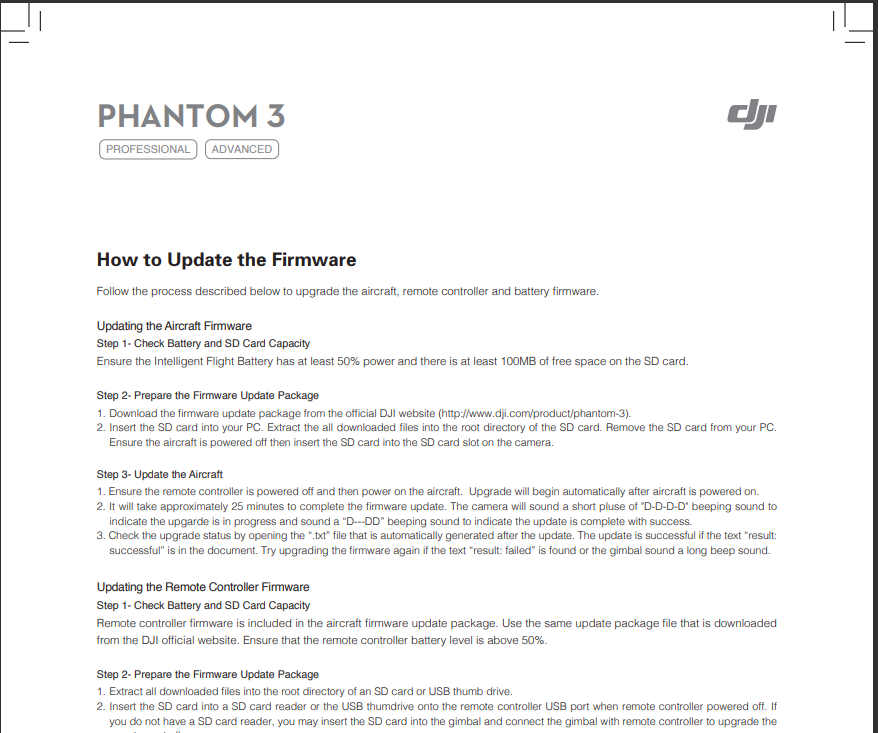 PHANTOM 3
dji
PROFESSIONAL ADVANCED
How to Update the Firmware
Follow the process described below to upgrade the aircraft, remote controller and battery firmware.
Updating the Aircraft Firmware
Step 1- Check Battery and SD Card Capacity
Ensure the Intelligent Flight Battery has at least 50% power and there is at least 100MB of free space on the SD card.
Step 2- Prepare the Firmware Update Package
1. Download the firmware update package from the official DJI website (http://www.dji.com/product/phantom-3).
2. Insert the SD card into your PC. Extract the all downloaded files into the root directory of the SD card. Remove the SD card from your PC.
Ensure the aircraft is powered off then insert the SD card into the SD card slot on the camera.
Step 3- Update the Aircraft
1. Ensure the remote controller is powered off and then power on the aircraft.  Upgrade will begin automatically after aircraft is powered on.
2. It will take approximately 25 minutes to complete the firmware update. The camera will sound a short pluse of "D-D-D-D" beeping sound to
indicate the upgarde is in progress and sound a “D---DD” beeping sound to indicate the update is complete with success.
3. Check the upgrade status by opening the “.txt” file that is automatically generated after the update. The update is successful if the text “result:
successful” is in the document. Try upgrading the firmware again if the text “result: failed” is found or the gimbal sound a long beep sound.
Updating the Remote Controller Firmware
Step 1- Check Battery and SD Card Capacity
Remote controller firmware is included in the aircraft firmware update package. Use the same update package file that is downloaded
from the DJI official website. Ensure that the remote controller battery level is above 50%.
Step 2- Prepare the Firmware Update Package
1. Extract all downloaded files into the root directory of an SD card or USB thumb drive.
2. Insert the SD card into a SD card reader or the USB thumdrive onto the remote controller USB port when remote controller powered off. If
you do not have a SD card reader, you may insert the SD card into the gimbal and connect the gimbal with remote controller to upgrade the